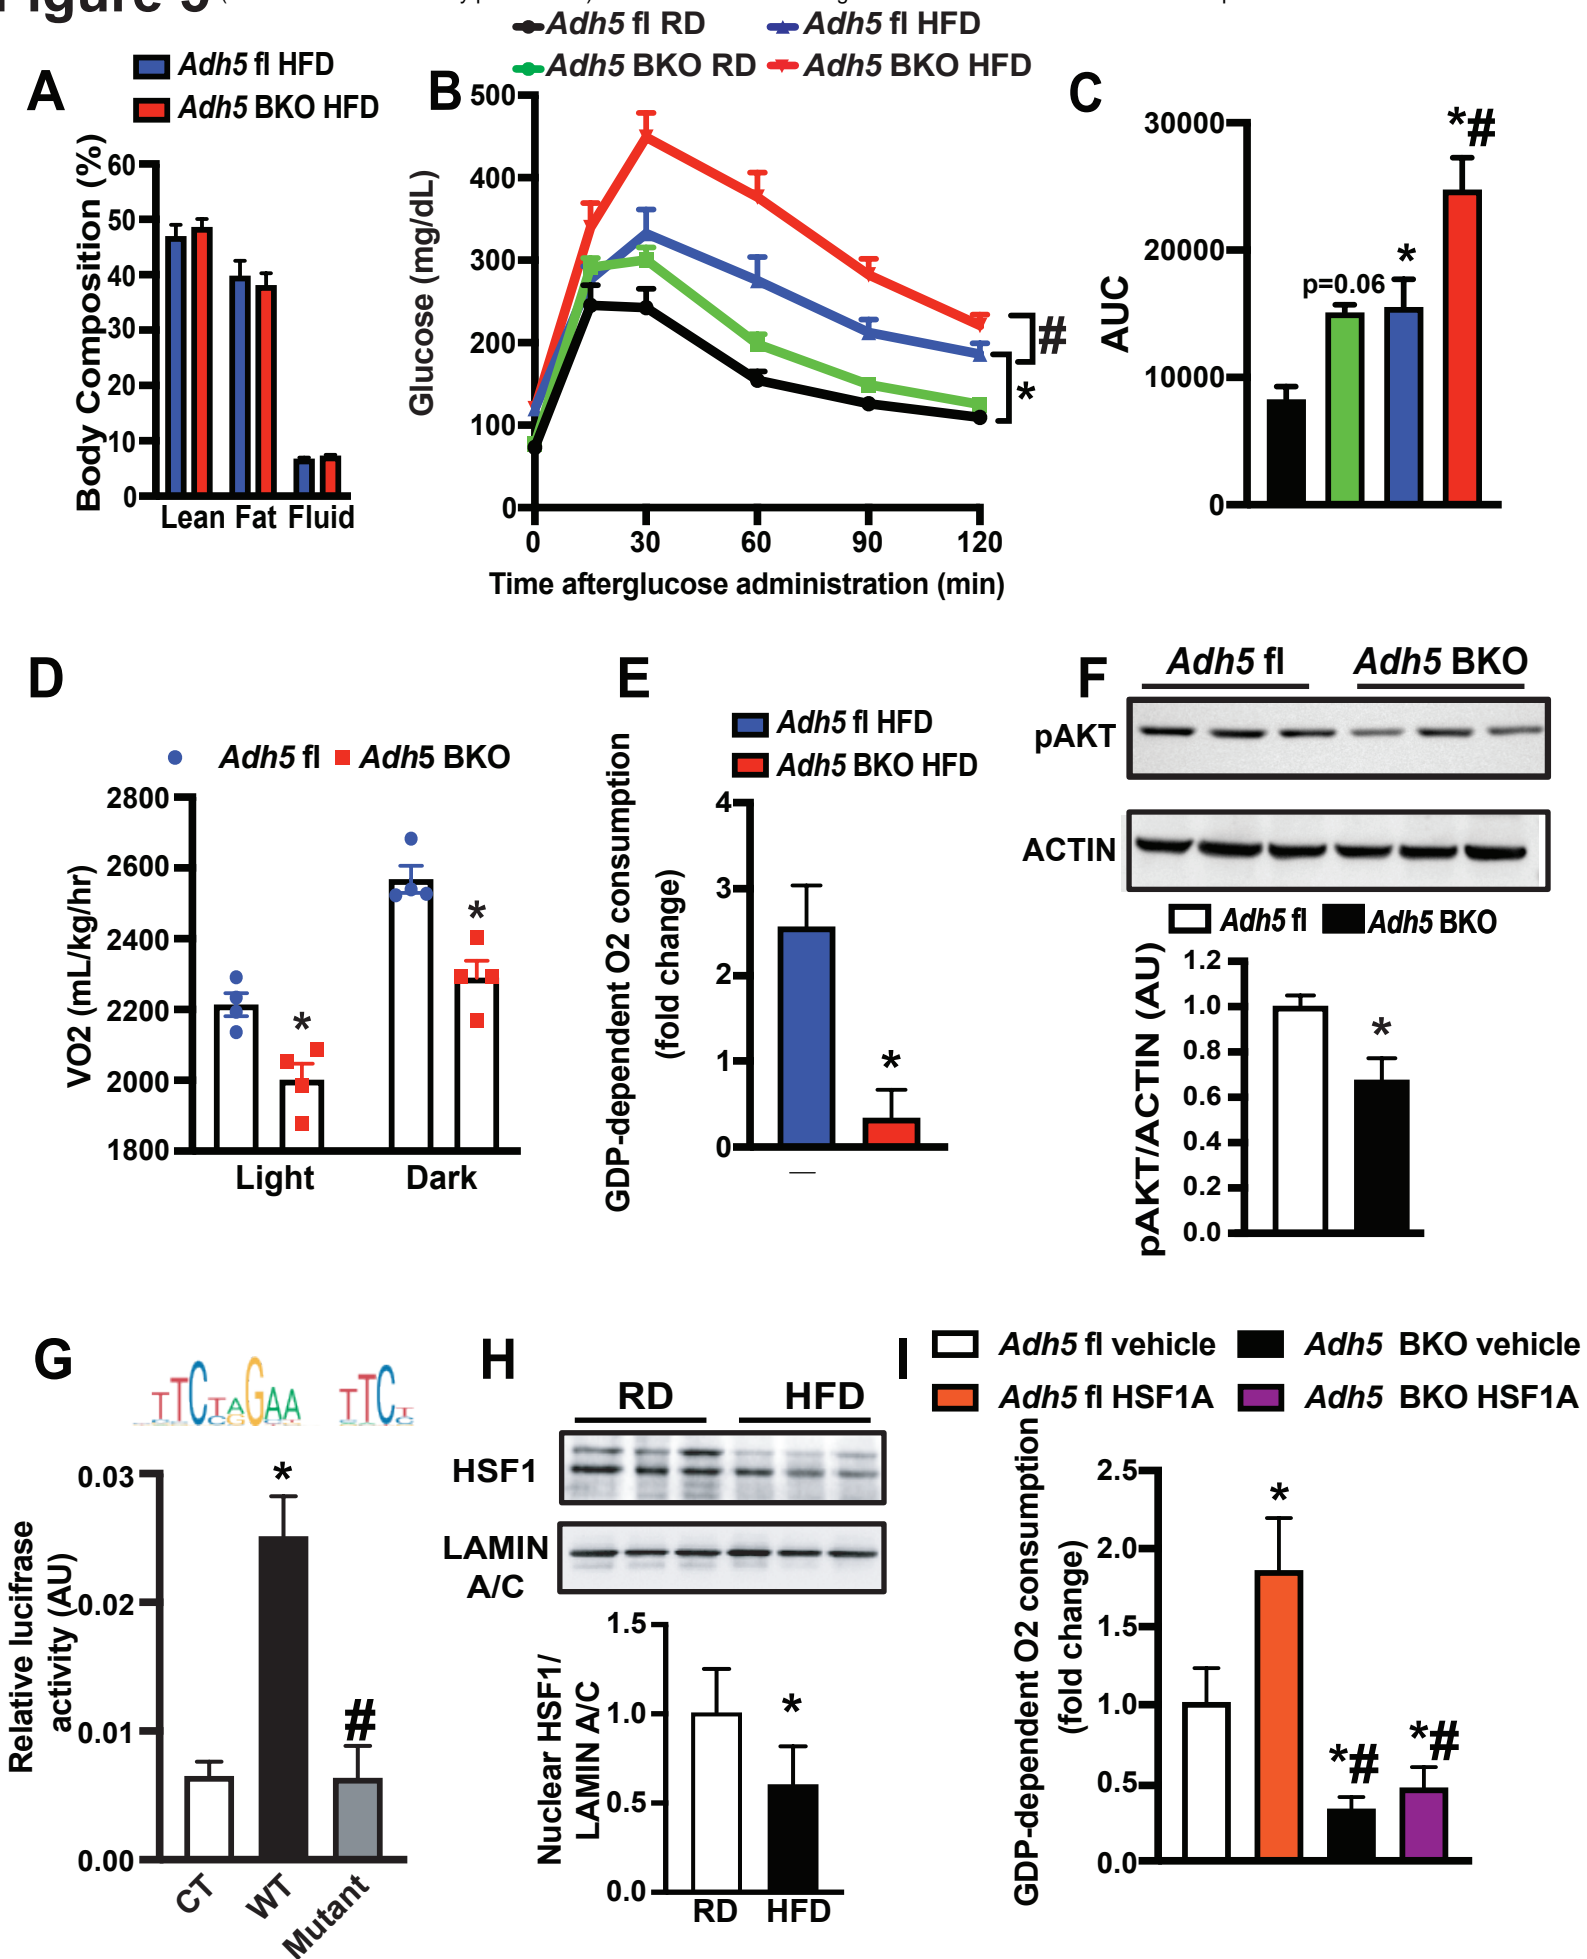 Figure 5
A
Adh5 fl HFD
Adh5 BKO HFD
Body Composition (%)
60
50
40
30
20
10
0
Lean Fat Fluid
Adh5 fl RD
Adh5 fl HFD
Adh5 BKO RD
Adh5 BKO HFD
B
Glucose (mg/dL)
500
400
300
200
100
0
#
*
0 30 60 90 120
Time afterglucose administration (min)
C
AUC
30000
20000
10000
0
p=0.06
*
*#
D
Adh5 fl
Adh5 BKO
VO2 (mL/kg/hr)
2800
2600
2400
2200
2000
1800
*
*
Light Dark
E
Adh5 fl HFD
Adh5 BKO HFD
GDP-dependent O2 consumption
(fold change)
4
3
2
1
0
*
F
Adh5 fl
Adh5 BKO
pAKT
ACTIN
Adh5 fl
Adh5 BKO
pAKT/ACTIN (AU)
1.2
1.0
0.8
0.6
0.4
0.2
0.0
*
G
TTCTAGAA TTC
Relative lucifrase
activity (AU)
0.03
0.02
0.01
0.00
*
#
CT WT Mutant
H
RD HFD
HSF1
LAMIN
A/C
Nuclear HSF1/
LAMIN A/C
1.5
1.0
0.5
0.0
*
RD HFD
I
Adh5 fl vehicle
Adh5 BKO vehicle
Adh5 fl HSF1A
Adh5 BKO HSF1A
GDP-dependent O2 consumption
(fold change)
2.5
2.0
1.5
1.0
0.5
0.0
*
*#
*#